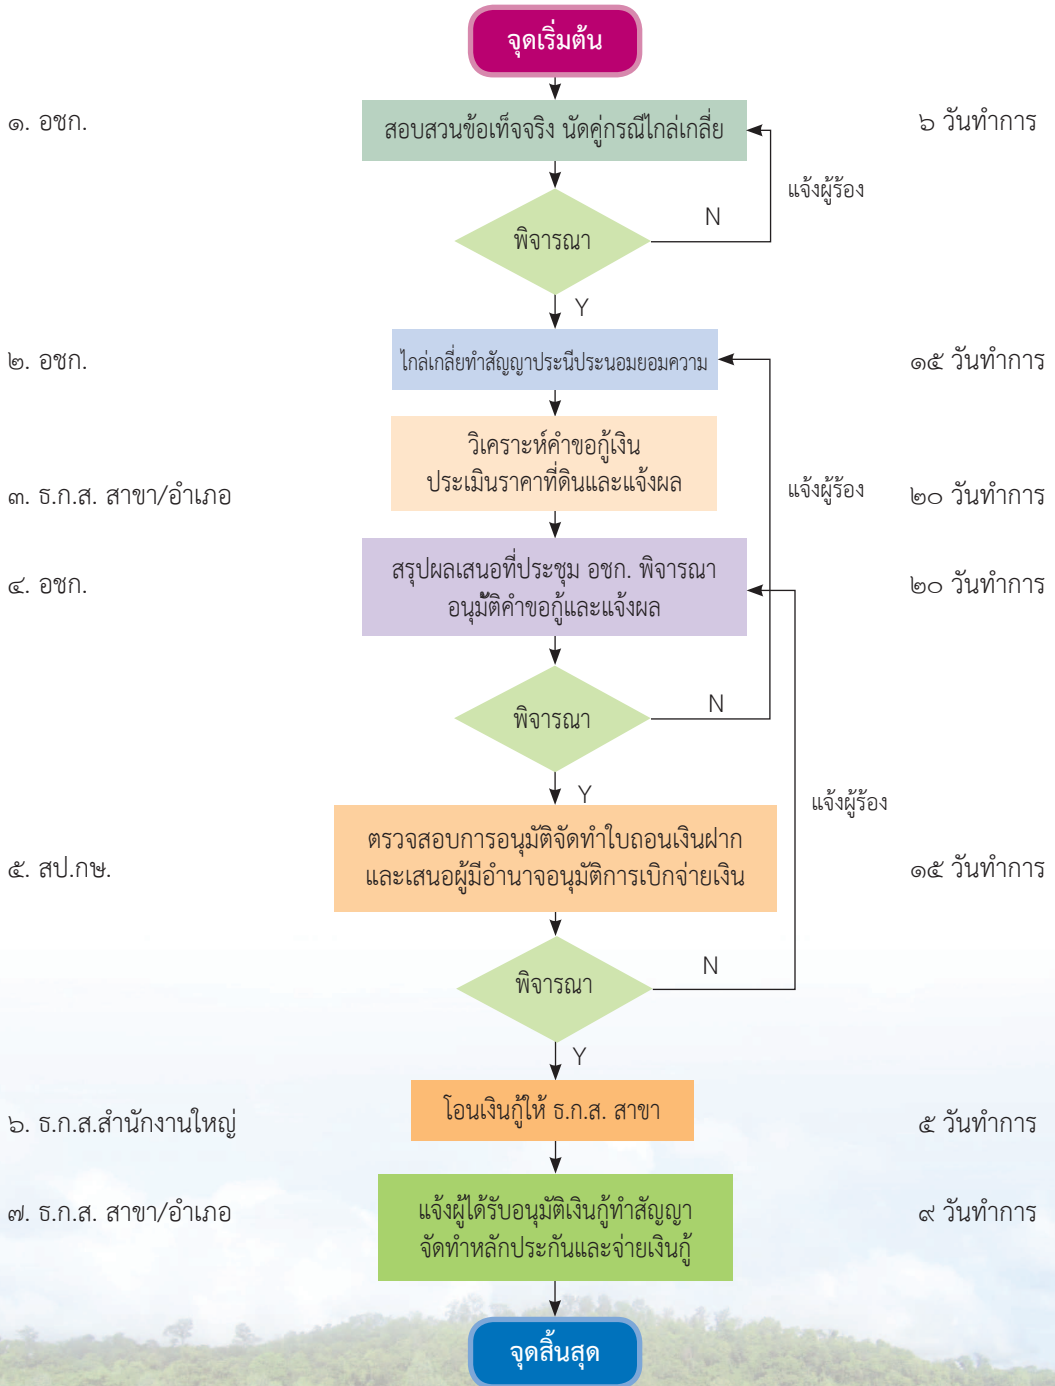 จุดเริ่มต้น
๑. อชก.
สอบสวนข้อเท็จจริง นัดคู่กรณีไกล่เกลี่ย
๖ วันทำการ
แจ้งผู้ร้อง
N
พิจารณา
Y
๒. อชก.
ไกล่เกลี่ยทำสัญญาประนีประนอมยอมความ
๑๕ วันทำการ
วิเคราะห์คำขอกู้เงิน
ประเมินราคาที่ดินและแจ้งผล
๓. ธ.ก.ส. สาขา/อำเภอ
แจ้งผู้ร้อง
๒๐ วันทำการ
๔. อชก.
สรุปผลเสนอที่ประชุม อชก. พิจารณา
อนุมัติคำขอกู้และแจ้งผล
๒๐ วันทำการ
N
พิจารณา
Y
แจ้งผู้ร้อง
๕. สป.กษ.
ตรวจสอบการอนุมัติจัดทำใบถอนเงินฝาก
และเสนอผู้มีอำนาจอนุมัติการเบิกจ่ายเงิน
๑๕ วันทำการ
N
พิจารณา
Y
๖. ธ.ก.ส.สำนักงานใหญ่
โอนเงินกู้ให้ ธ.ก.ส. สาขา
๕ วันทำการ
๗. ธ.ก.ส. สาขา/อำเภอ
แจ้งผู้ได้รับอนุมัติเงินกู้ทำสัญญา
จัดทำหลักประกันและจ่ายเงินกู้
๙ วันทำการ
จุดสิ้นสุด